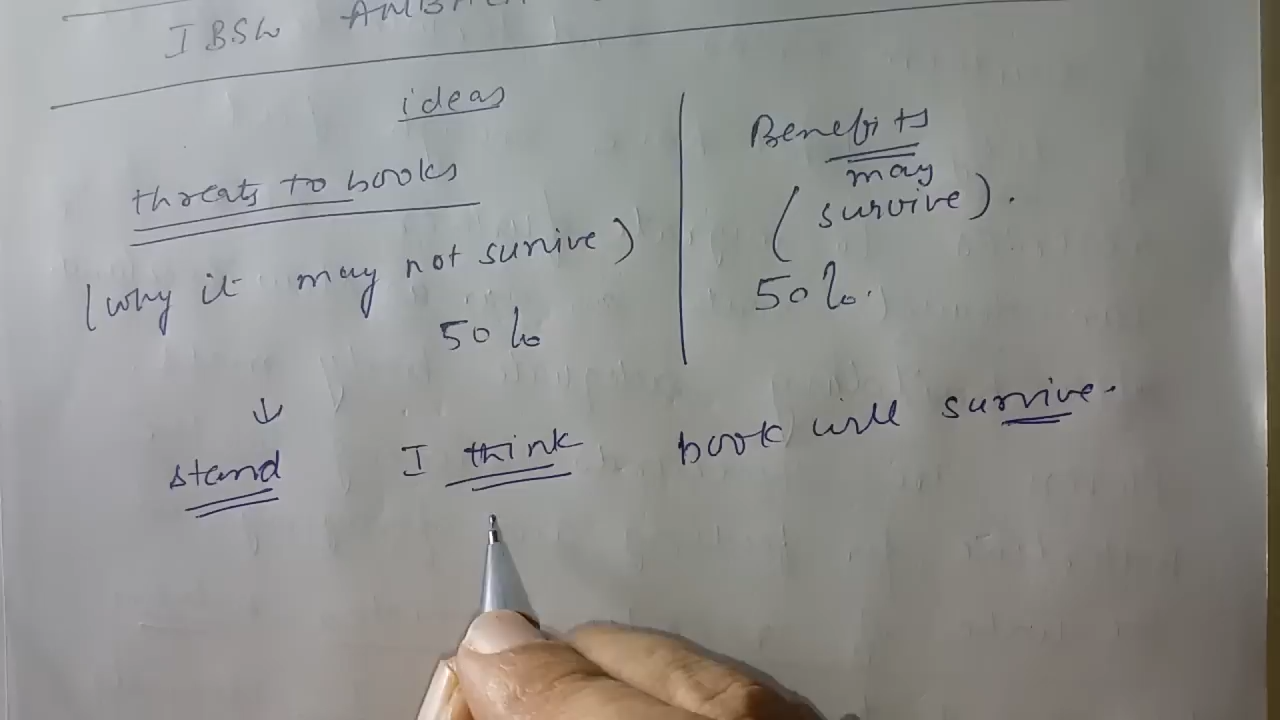 IBSW
ideas
threats to books
(why it may not survive)
50%
Benefits
may
(survive).
50%.
↓
stand I think book will survive.